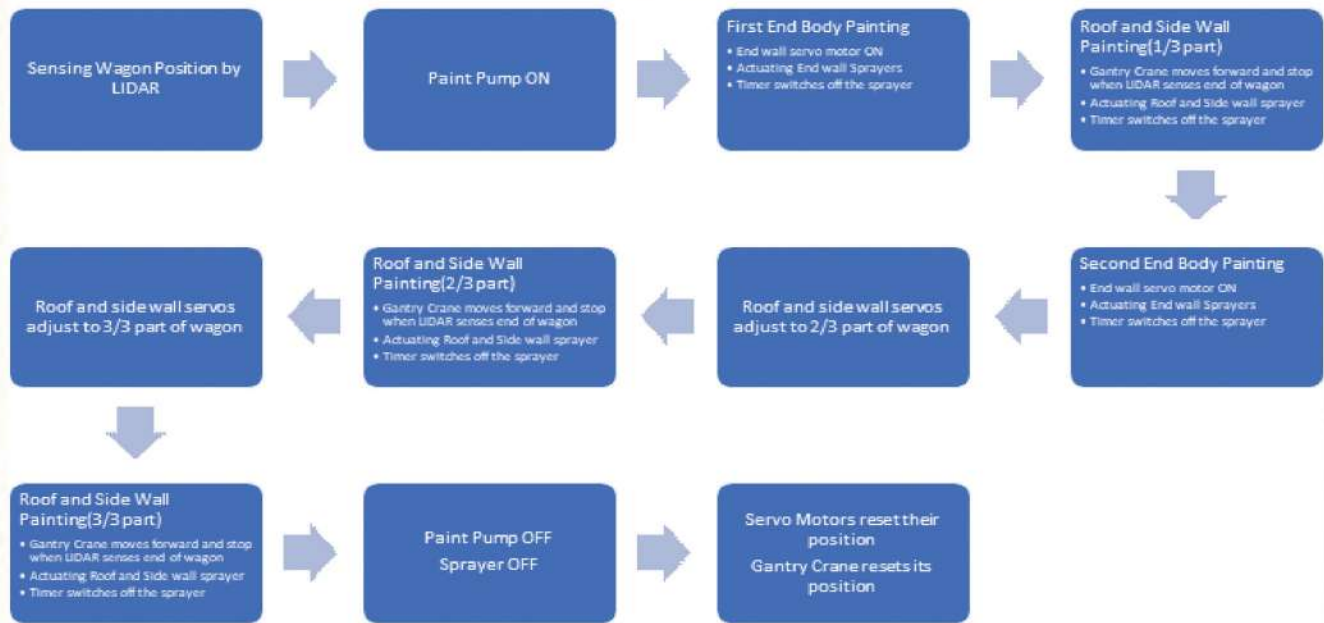 Sensing Wagon Position by
LIDAR
Paint Pump ON
First End Body Painting
• End wall servo motor ON
• Actuating End wall Sprayers
• Timer switches off the sprayer
Roof and Side Wall
Painting(1/3 part)
• Gantry Crane moves forward and stop
when LIDAR senses end of wagon
• Actuating Roof and Side wall sprayer
• Timer switches off the sprayer
Second End Body Painting
• End wall servo motor ON
• Actuating End wall Sprayers
• Timer switches off the sprayer
Roof and side wall servos
adjust to 2/3 part of wagon
Roof and Side Wall
Painting(2/3 part)
• Gantry Crane moves forward and stop
when LIDAR senses end of wagon
• Actuating Roof and Side wall sprayer
• Timer switches off the sprayer
Roof and side wall servos
adjust to 3/3 part of wagon
Roof and Side Wall
Painting(3/3 part)
• Gantry Crane moves forward and stop
when LIDAR senses end of wagon
• Actuating Roof and Side wall sprayer
• Timer switches off the sprayer
Paint Pump OFF
Sprayer OFF
Servo Motors reset their
position
Gantry Crane resets its
position